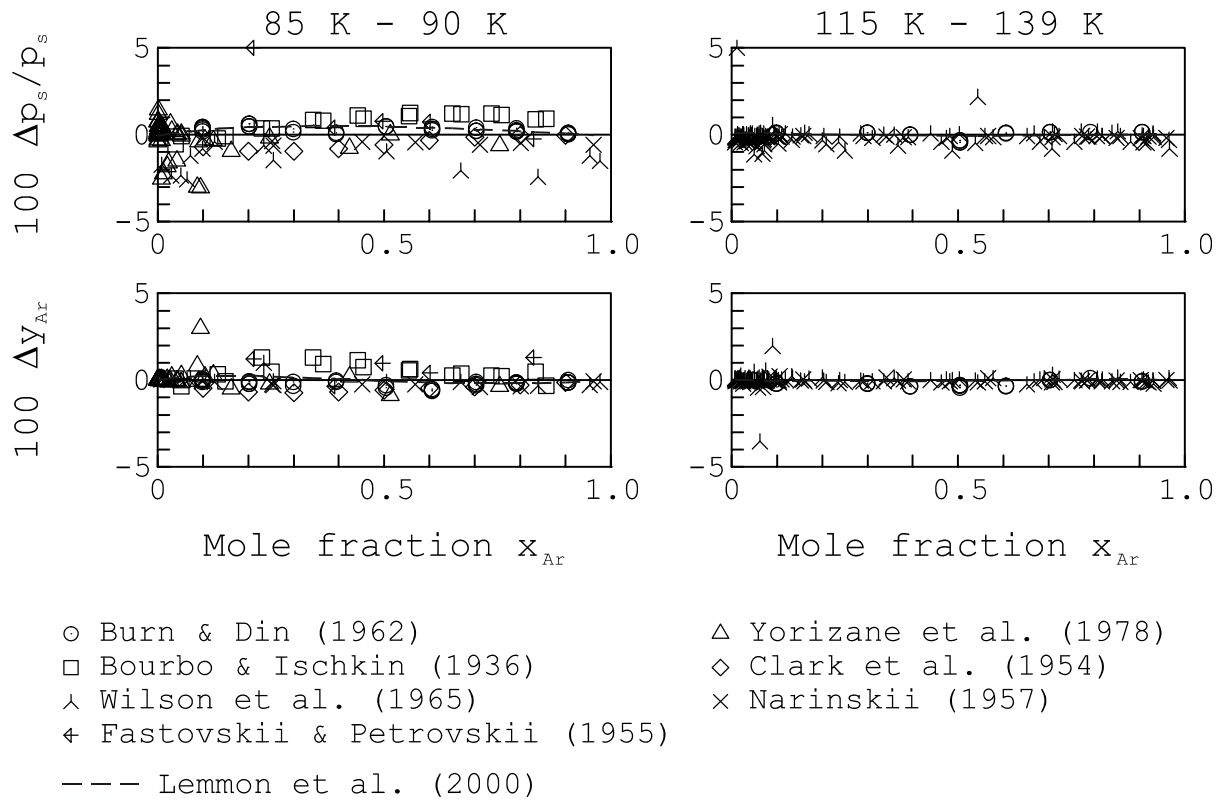 85 K - 90 K
115 K - 139 K
100 Δp_s/p_s
5
0
-5
0
0.5
1.0
5
0
-5
0
0.5
1.0
100 Δy_Ar
5
0
-5
0
0.5
1.0
5
0
-5
0
0.5
1.0
Mole fraction x_Ar
Mole fraction x_Ar
Burn & Din (1962)
Bourbo & Ischkin (1936)
Wilson et al. (1965)
Fastovskii & Petrovskii (1955)
Lemmon et al. (2000)
Yorizane et al. (1978)
Clark et al. (1954)
Narinskii (1957)